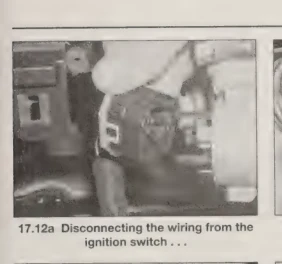 17.12a Disconnecting the wiring from the
ignition switch . . .